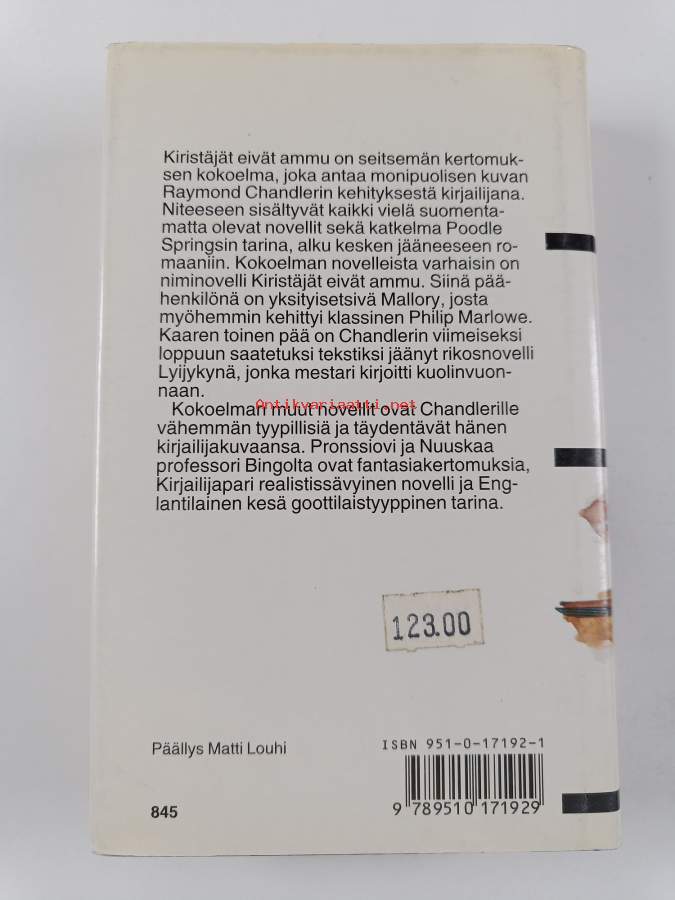 Kiristäjät eivät ammu on seitsemän kertomuk-
sen kokoelma, joka antaa monipuolisen kuvan
Raymond Chandlerin kehityksestä kirjailijana.
Niteeseen sisältyvät kaikki vielä suomenta-
matta olevat novellit sekä katkelma Poodle
Springsin tarina, alku kesken jääneeseen ro-
maaniin. Kokoelman novelleista varhaisin on
niminovelli Kiristäjät eivät ammu. Siinä pää-
henkilönä on yksityisetsivä Mallory, josta
myöhemmin kehittyi klassinen Philip Marlowe.
Kaaren toinen pää on Chandlerin viimeiseksi
loppuun saatetuksi tekstiksi jäänyt rikosnovelli
Lyijykynä, jonka mestari kirjoitti kuolinvuon-
naan.
Antikvariaatti.net
Kokoelman muut novellit ovat Chandlerille
vähemmän tyypillisiä ja täydentävät hänen
kirjailijakuvaansa. Pronssiovi ja Nuuskaa
professori Bingolta ovat fantasiakertomuksia,
Kirjailijapari realistissävyinen novelli ja Eng-
lantilainen kesä goottilaistyyppinen tarina.
123.00
Päällys Matti Louhi
ISBN 951-0-17192-1
9 789510 171929
845